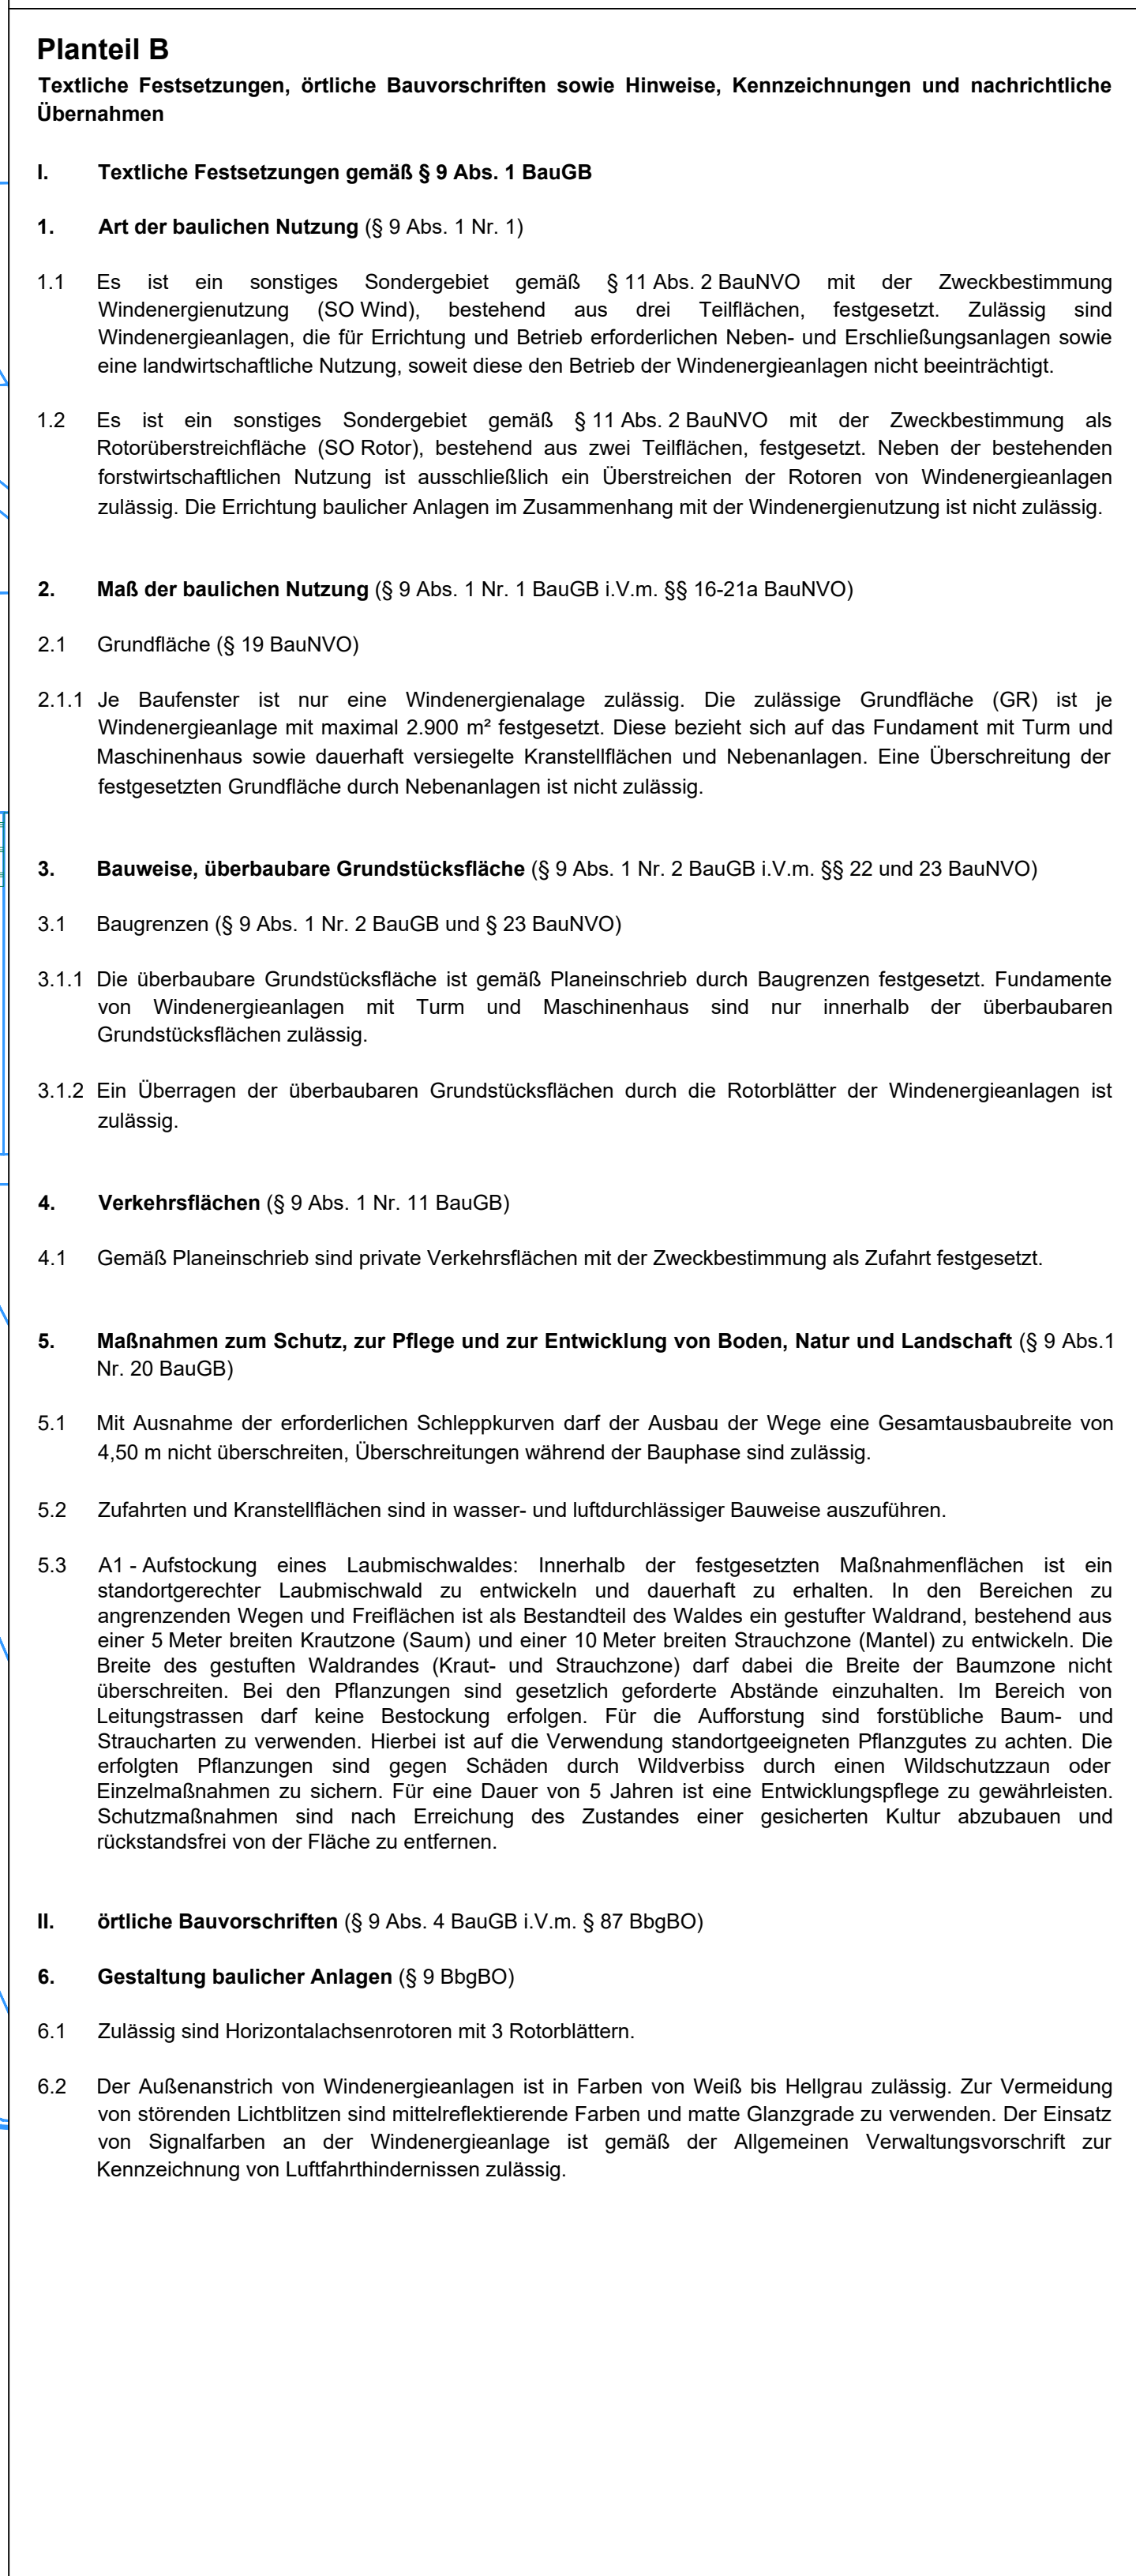 Planteil B
Textliche Festsetzungen, örtliche Bauvorschriften sowie Hinweise, Kennzeichnungen und nachrichtliche
Übernahmen
I. Textliche Festsetzungen gemäß § 9 Abs. 1 BauGB
1. Art der baulichen Nutzung (§ 9 Abs. 1 Nr. 1)
1.1 Es ist ein sonstiges Sondergebiet gemäß § 11 Abs. 2 BauNVO mit der Zweckbestimmung
Windenergienutzung (SO Wind), bestehend aus drei Teilflächen, festgesetzt. Zulässig sind
Windenergieanlagen, die für Errichtung und Betrieb erforderlichen Neben- und Erschließungsanlagen sowie
eine landwirtschaftliche Nutzung, soweit diese den Betrieb der Windenergieanlagen nicht beeinträchtigt.
1.2 Es ist ein sonstiges Sondergebiet gemäß § 11 Abs. 2 BauNVO mit der Zweckbestimmung als
Rotorüberstreichfläche (SO Rotor), bestehend aus zwei Teilflächen, festgesetzt. Neben der bestehenden
forstwirtschaftlichen Nutzung ist ausschließlich ein Überstreichen der Rotoren von Windenergieanlagen
zulässig. Die Errichtung baulicher Anlagen im Zusammenhang mit der Windenergienutzung ist nicht zulässig.
2. Maß der baulichen Nutzung (§ 9 Abs. 1 Nr. 1 BauGB i.V.m. §§ 16-21a BauNVO)
2.1 Grundfläche (§ 19 BauNVO)
2.1.1 Je Baufenster ist nur eine Windenergienalage zulässig. Die zulässige Grundfläche (GR) ist je
Windenergieanlage mit maximal 2.900 m² festgesetzt. Diese bezieht sich auf das Fundament mit Turm und
Maschinenhaus sowie dauerhaft versiegelte Kranstellflächen und Nebenanlagen. Eine Überschreitung der
festgesetzten Grundfläche durch Nebenanlagen ist nicht zulässig.
3. Bauweise, überbaubare Grundstücksfläche (§ 9 Abs. 1 Nr. 2 BauGB i.V.m. §§ 22 und 23 BauNVO)
3.1 Baugrenzen (§ 9 Abs. 1 Nr. 2 BauGB und § 23 BauNVO)
3.1.1 Die überbaubare Grundstücksfläche ist gemäß Planeinschrieb durch Baugrenzen festgesetzt. Fundamente
von Windenergieanlagen mit Turm und Maschinenhaus sind nur innerhalb der überbaubaren
Grundstücksflächen zulässig.
3.1.2 Ein Überragen der überbaubaren Grundstücksflächen durch die Rotorblätter der Windenergieanlagen ist
zulässig.
4. Verkehrsflächen (§ 9 Abs. 1 Nr. 11 BauGB)
4.1 Gemäß Planeinschrieb sind private Verkehrsflächen mit der Zweckbestimmung als Zufahrt festgesetzt.
5. Maßnahmen zum Schutz, zur Pflege und zur Entwicklung von Boden, Natur und Landschaft (§ 9 Abs.1
Nr. 20 BauGB)
5.1 Mit Ausnahme der erforderlichen Schleppkurven darf der Ausbau der Wege eine Gesamtausbaubreite von
4,50 m nicht überschreiten, Überschreitungen während der Bauphase sind zulässig.
5.2 Zufahrten und Kranstellflächen sind in wasser- und luftdurchlässiger Bauweise auszuführen.
5.3 A1 - Aufstockung eines Laubmischwaldes: Innerhalb der festgesetzten Maßnahmenflächen ist ein
standortgerechter Laubmischwald zu entwickeln und dauerhaft zu erhalten. In den Bereichen zu
angrenzenden Wegen und Freiflächen ist als Bestandteil des Waldes ein gestufter Waldrand, bestehend aus
einer 5 Meter breiten Krautzone (Saum) und einer 10 Meter breiten Strauchzone (Mantel) zu entwickeln. Die
Breite des gestuften Waldrandes (Kraut- und Strauchzone) darf dabei die Breite der Baumzone nicht
überschreiten. Bei den Pflanzungen sind gesetzlich geforderte Abstände einzuhalten. Im Bereich von
Leitungstrassen darf keine Bestockung erfolgen. Für die Aufforstung sind forstübliche Baum- und
Straucharten zu verwenden. Hierbei ist auf die Verwendung standortgeeigneten Pflanzgutes zu achten. Die
erfolgten Pflanzungen sind gegen Schäden durch Wildverbiss durch einen Wildschutzzaun oder
Einzelmaßnahmen zu sichern. Für eine Dauer von 5 Jahren ist eine Entwicklungspflege zu gewährleisten.
Schutzmaßnahmen sind nach Erreichung des Zustandes einer gesicherten Kultur abzubauen und
rückstandsfrei von der Fläche zu entfernen.
II. örtliche Bauvorschriften (§ 9 Abs. 4 BauGB i.V.m. § 87 BbgBO)
6. Gestaltung baulicher Anlagen (§ 9 BbgBO)
6.1 Zulässig sind Horizontalachsenrotoren mit 3 Rotorblättern.
6.2 Der Außenanstrich von Windenergieanlagen ist in Farben von Weiß bis Hellgrau zulässig. Zur Vermeidung
von störenden Lichtblitzen sind mittelreflektierende Farben und matte Glanzgrade zu verwenden. Der Einsatz
von Signalfarben an der Windenergieanlage ist gemäß der Allgemeinen Verwaltungsvorschrift zur
Kennzeichnung von Luftfahrthindernissen zulässig.